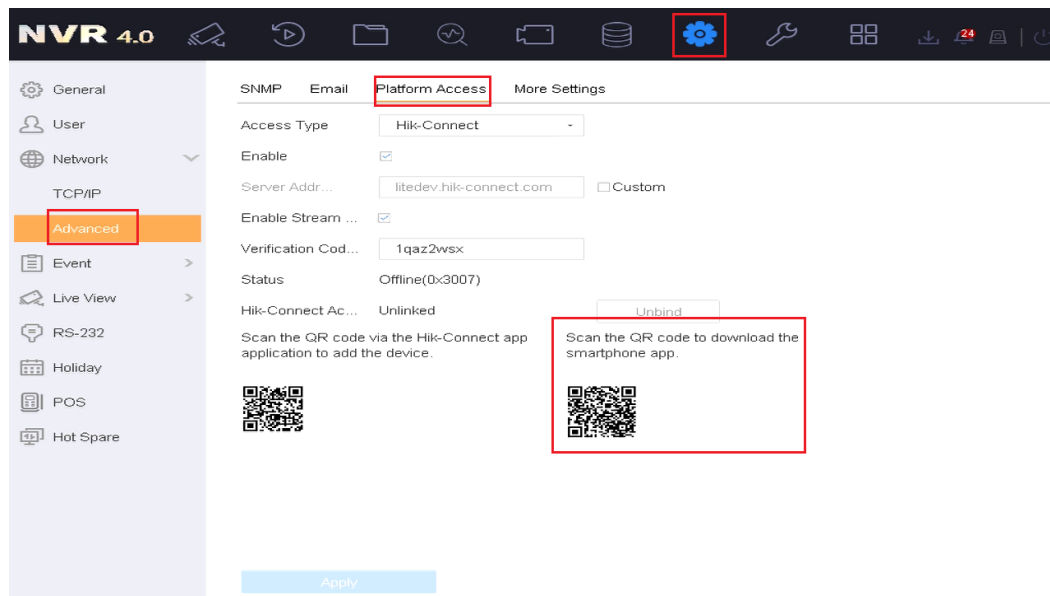 NVR 4.0
24
General
User
Network
TCP/IP
Advanced
Event
Live View
RS-232
Holiday
POS
Hot Spare
SNMP Email Platform Access More Settings
Access Type Hik-Connect
Enable
Server Addr... litedev.hik-connect.com Custom
Enable Stream ...
Verification Cod... 1qaz2wsx
Status Offline(0x3007)
Hik-Connect Ac... Unlinked Unbind
Scan the QR code via the Hik-Connect app
application to add the device.
Scan the QR code to download the
smartphone app.
Apply